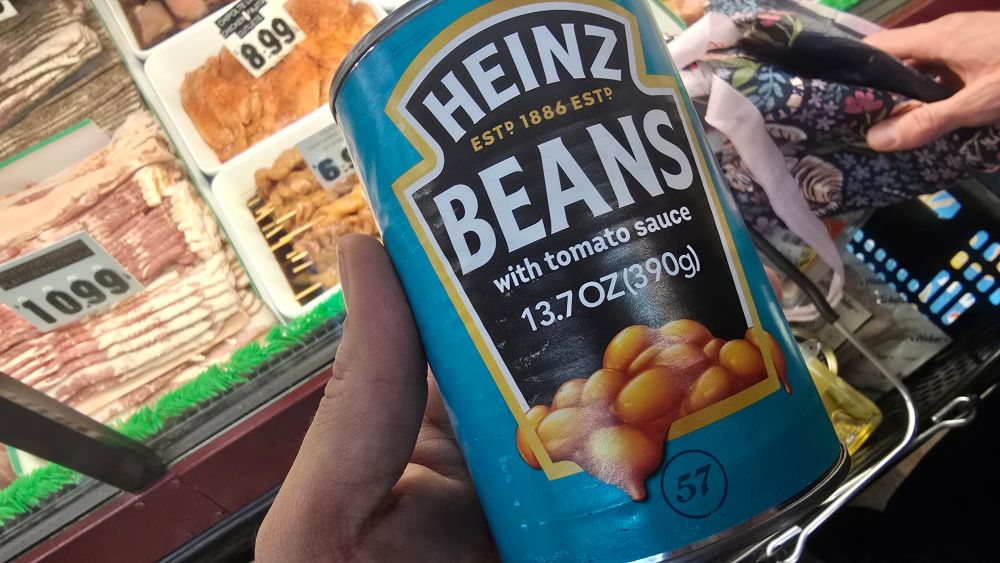 HEINZ
ESTD 1886 ESTD
BEANS
with tomato sauce
13.7 OZ (390g)
57
8.99
10.99